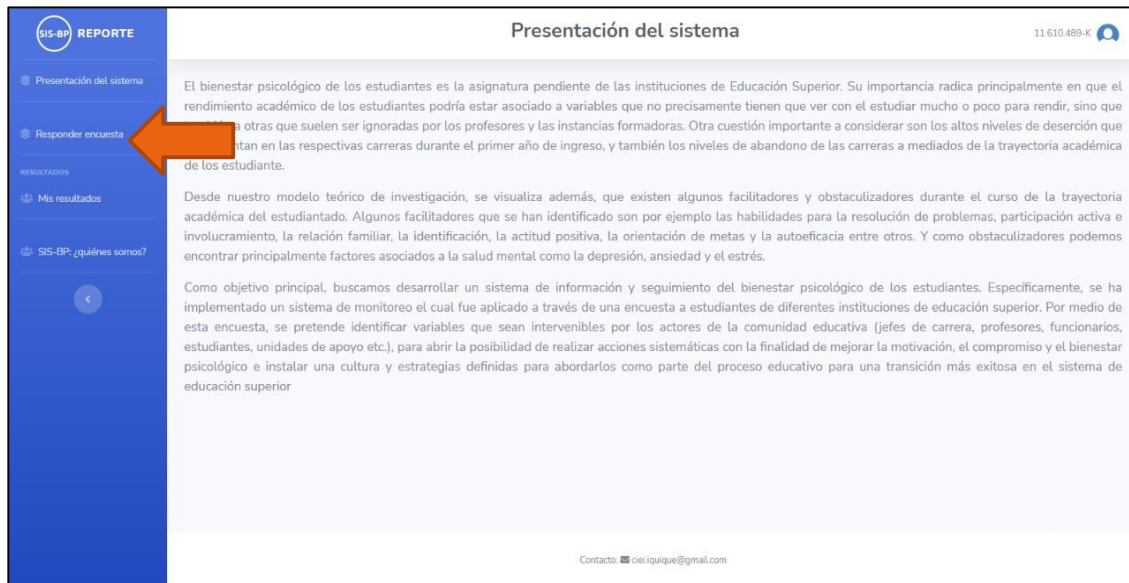 SIS-BP REPORTE
Presentación del sistema
11.610.489-K
Presentación del sistema
Responder encuesta
RESULTADOS
Mis resultados
SIS-BP: ¿quiénes somos?
El bienestar psicológico de los estudiantes es la asignatura pendiente de las instituciones de Educación Superior. Su importancia radica principalmente en que el
rendimiento académico de los estudiantes podría estar asociado a variables que no precisamente tienen que ver con el estudiar mucho o poco para rendir, sino que
a otras que suelen ser ignoradas por los profesores y las instancias formadoras. Otra cuestión importante a considerar son los altos niveles de deserción que
en las respectivas carreras durante el primer año de ingreso, y también los niveles de abandono de las carreras a mediados de la trayectoria académica
de los estudiante.
Desde nuestro modelo teórico de investigación, se visualiza además, que existen algunos facilitadores y obstaculizadores durante el curso de la trayectoria
académica del estudiantado. Algunos facilitadores que se han identificado son por ejemplo las habilidades para la resolución de problemas, participación activa e
involucramiento, la relación familiar, la identificación, la actitud positiva, la orientación de metas y la autoeficacia entre otros. Y como obstaculizadores podemos
encontrar principalmente factores asociados a la salud mental como la depresión, ansiedad y el estrés.
Como objetivo principal, buscamos desarrollar un sistema de información y seguimiento del bienestar psicológico de los estudiantes. Específicamente, se ha
implementado un sistema de monitoreo el cual fue aplicado a través de una encuesta a estudiantes de diferentes instituciones de educación superior. Por medio de
esta encuesta, se pretende identificar variables que sean intervenibles por los actores de la comunidad educativa (jefes de carrera, profesores, funcionarios,
estudiantes, unidades de apoyo etc.), para abrir la posibilidad de realizar acciones sistemáticas con la finalidad de mejorar la motivación, el compromiso y el bienestar
psicológico e instalar una cultura y estrategias definidas para abordarlos como parte del proceso educativo para una transición más exitosa en el sistema de
educación superior
Contacto: ciei.iquique@gmail.com